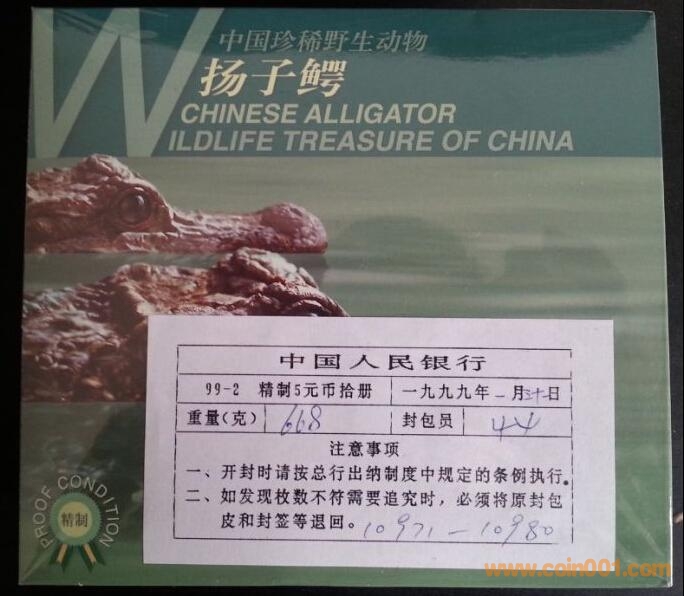 中国珍稀野生动物
扬子鳄
CHINESE ALLIGATOR
WILDLIFE TREASURE OF CHINA
中国人民银行
99-2 精制5元币拾册 一九九九年一月三十一日
重量(克) 668 封包员 44
注意事项
一、开封时请按总行出纳制度中规定的条例执行。
二、如发现枚数不符需要追究时，必须将原封包
皮和封签等退回。10971-10980
PROOF CONDITION
精制
www.coin001.com